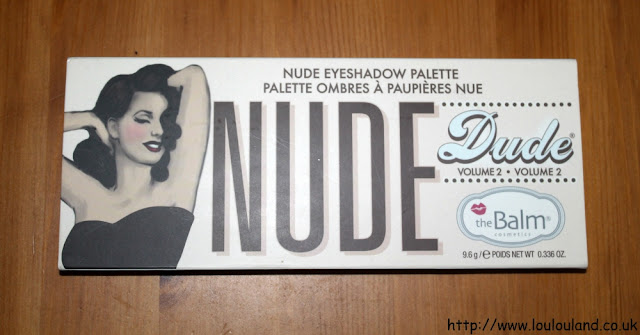 NUDE EYESHADOW PALETTE
PALETTE OMBRES À PAUPIÈRES NUE
NUDE
Dude®
VOLUME 2 • VOLUME 2
theBalm®
cosmetics
9.6 g / ℮ POIDS NET WT 0.336 OZ.
http://www.loulouland.co.uk